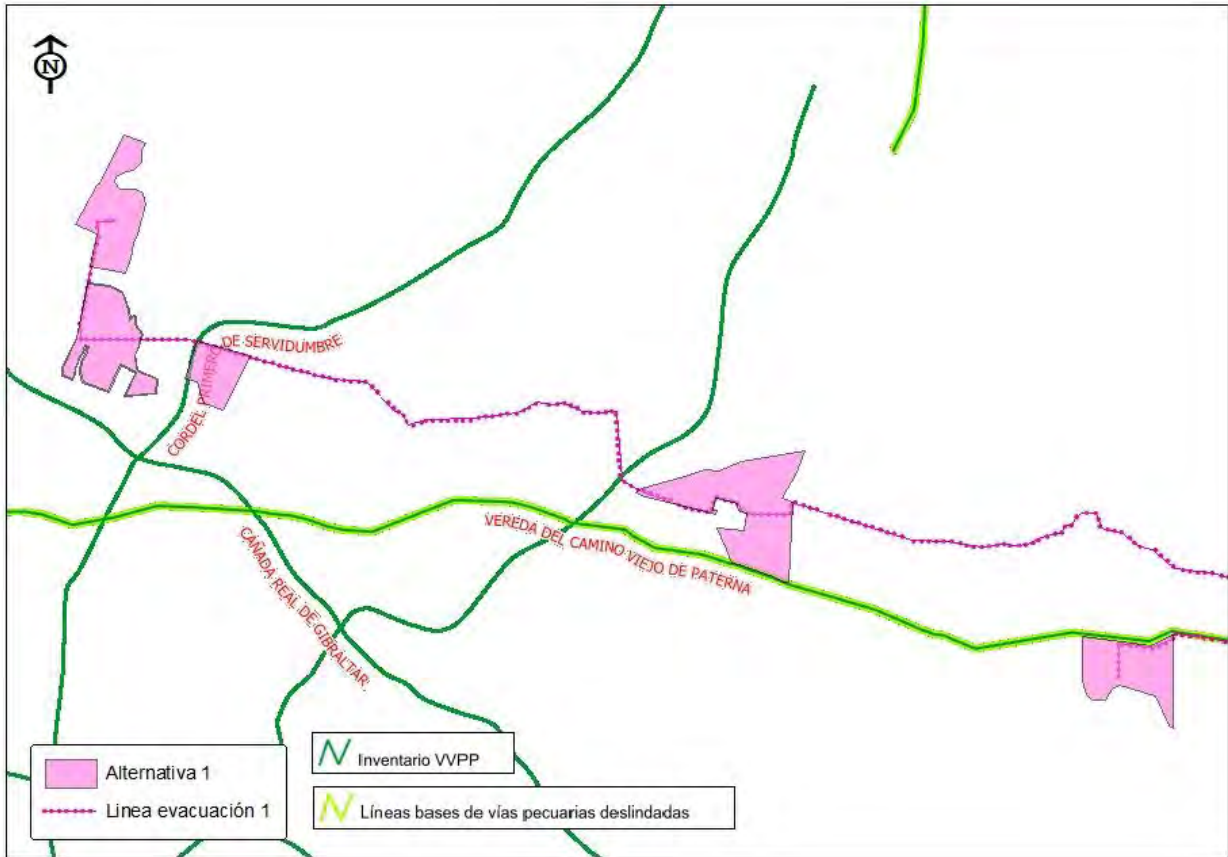 N
CORDEL PRIMERO DE SERVIDUMBRE
VEREDA DEL CAMINO VIEJO DE PATERNA
CAÑADA REAL DE GIBRALTAR
Alternativa 1
Linea evacuación 1
Inventario VVPP
Líneas bases de vías pecuarias deslindadas